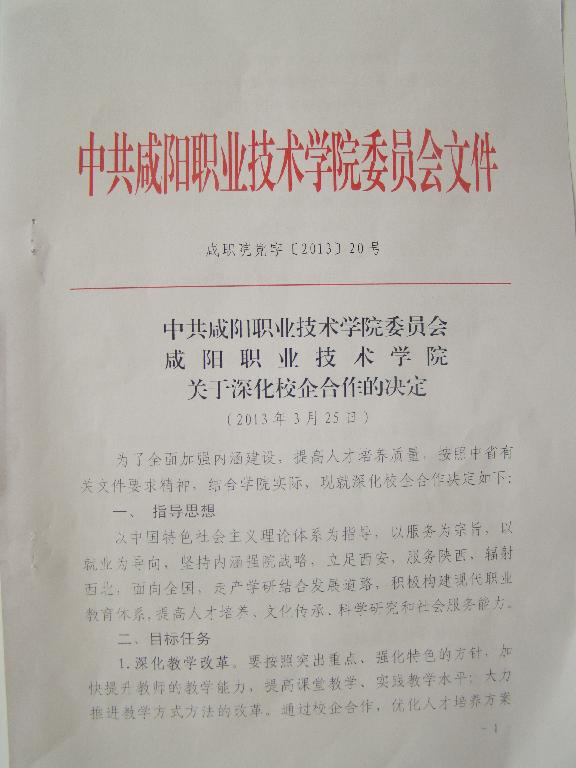 中共咸阳职业技术学院委员会文件
咸职院党字〔2013〕20号
中共咸阳职业技术学院委员会
咸阳职业技术学院
关于深化校企合作的决定
（2013年3月25日）
为了全面加强内涵建设，提高人才培养质量，按照中省有
关文件要求精神，结合学院实际，现就深化校企合作决定如下：
一、 指导思想
以中国特色社会主义理论体系为指导，以服务为宗旨，以
就业为导向，坚持内涵强院战略，立足西安，服务陕西，辐射
西北，面向全国，走产学研结合发展道路，积极构建现代职业
教育体系，提高人才培养、文化传承、科学研究和社会服务能力。
二、目标任务
1.深化教学改革。要按照突出重点、强化特色的方针，加
快提升教师的教学能力，提高课堂教学、实践教学水平；大力
推进教学方式方法的改革。通过校企合作，优化人才培养方案
- 1